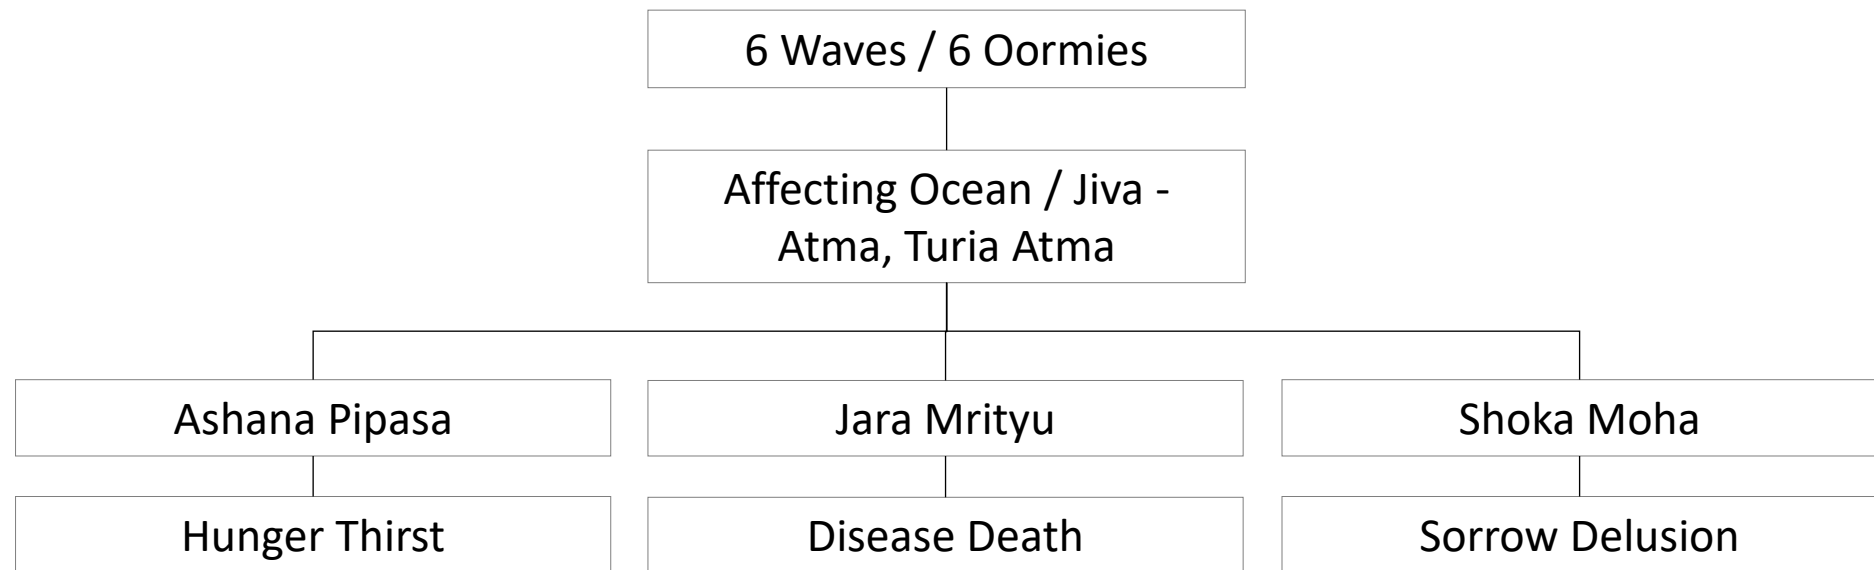 6 Waves / 6 Oormies
Affecting Ocean / Jiva -
Atma, Turia Atma
Ashana Pipasa
Jara Mrityu
Shoka Moha
Hunger Thirst
Disease Death
Sorrow Delusion